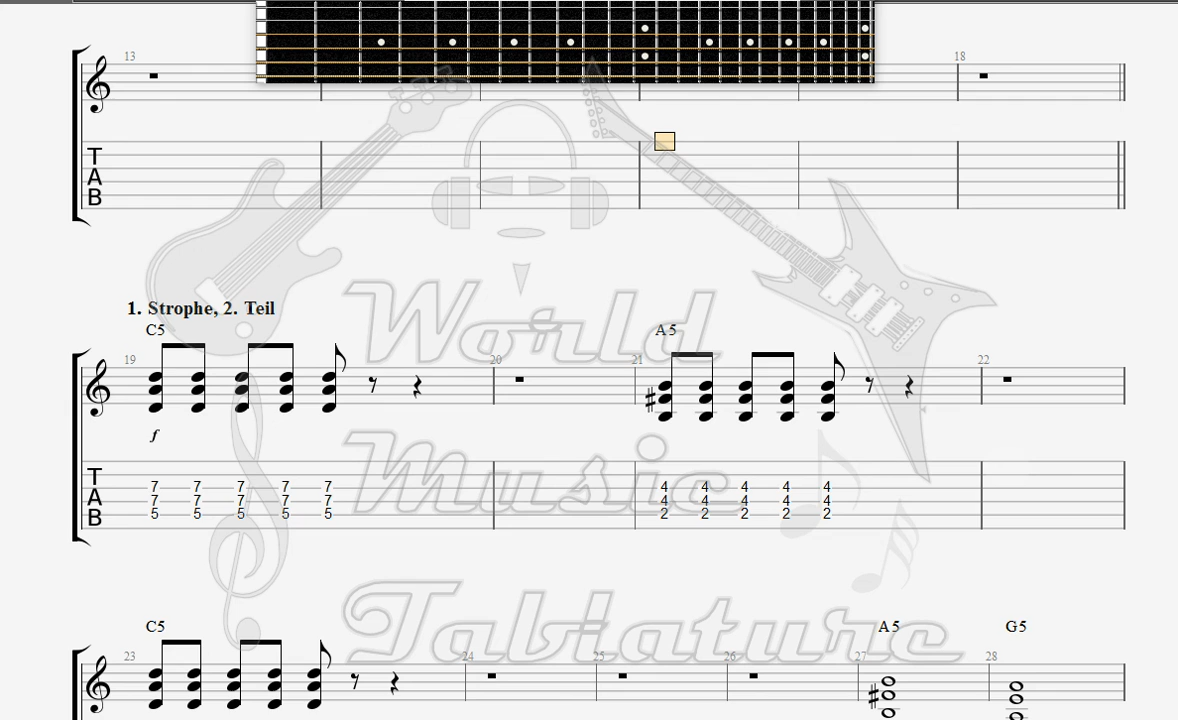 13 18
T
A
B
1. Strophe, 2. Teil
C5 A5
19 20 21 22
f
T
A
B
7 7 7 7 7 4 4 4 4 4
7 7 7 7 7 4 4 4 4 4
5 5 5 5 5 2 2 2 2 2
World
Music
Tablature
C5 A5 G5
23 24 25 26 27 28